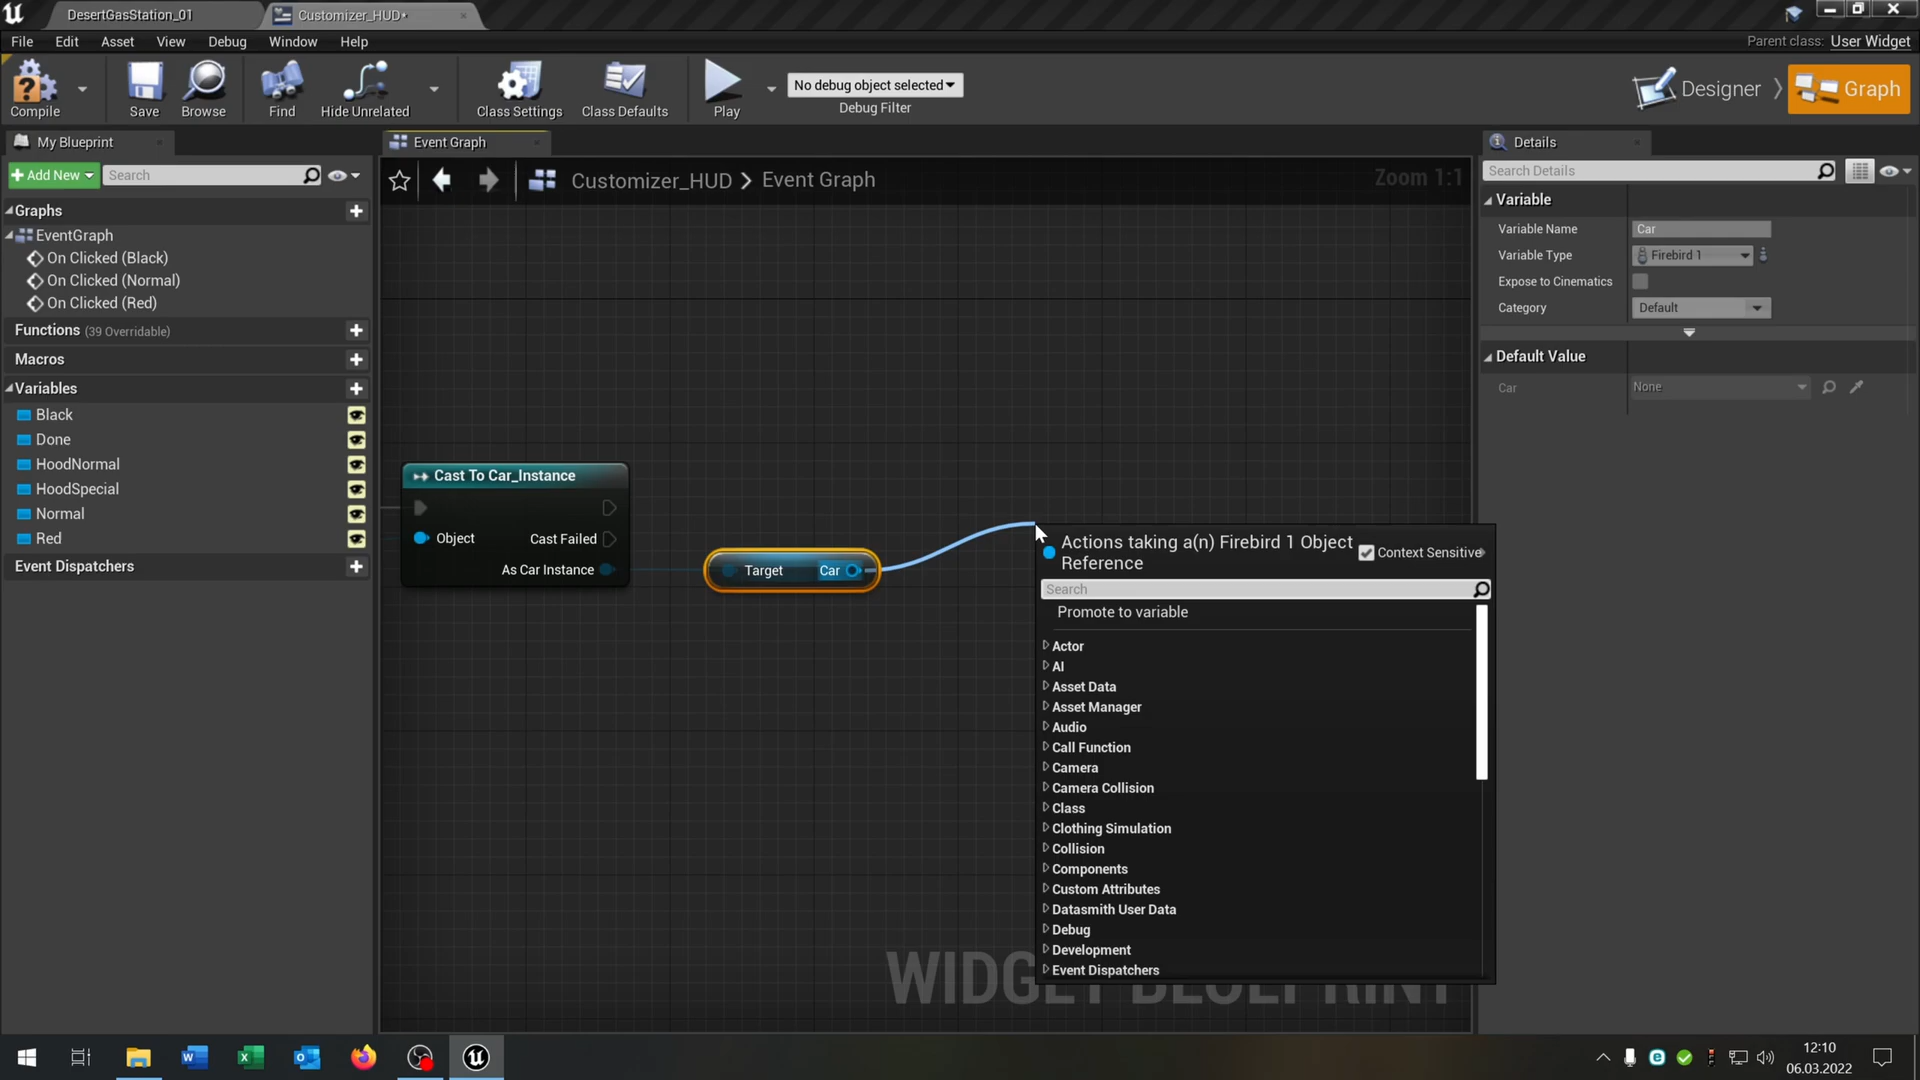 DesertGasStation_01
Customizer_HUD*
File Edit Asset View Debug Window Help
Parent class: User Widget
Compile
Save
Browse
Find
Hide Unrelated
Class Settings
Class Defaults
Play
No debug object selected
Debug Filter
Designer
Graph
My Blueprint
Event Graph
Details
Add New
Search
Customizer_HUD > Event Graph
Zoom 1:1
Search Details
Graphs
EventGraph
On Clicked (Black)
On Clicked (Normal)
On Clicked (Red)
Functions (39 Overridable)
Macros
Variables
Black
Done
HoodNormal
HoodSpecial
Normal
Red
Event Dispatchers
Cast To Car_Instance
Object
Cast Failed
As Car Instance
Target Car
Actions taking a(n) Firebird 1 Object
Reference
Context Sensitive
Search
Promote to variable
Actor
AI
Asset Data
Asset Manager
Audio
Call Function
Camera
Camera Collision
Class
Clothing Simulation
Collision
Components
Custom Attributes
Datasmith User Data
Debug
Development
Event Dispatchers
Variable
Variable Name Car
Variable Type Firebird 1
Expose to Cinematics
Category Default
Default Value
Car None
12:10
06.03.2022